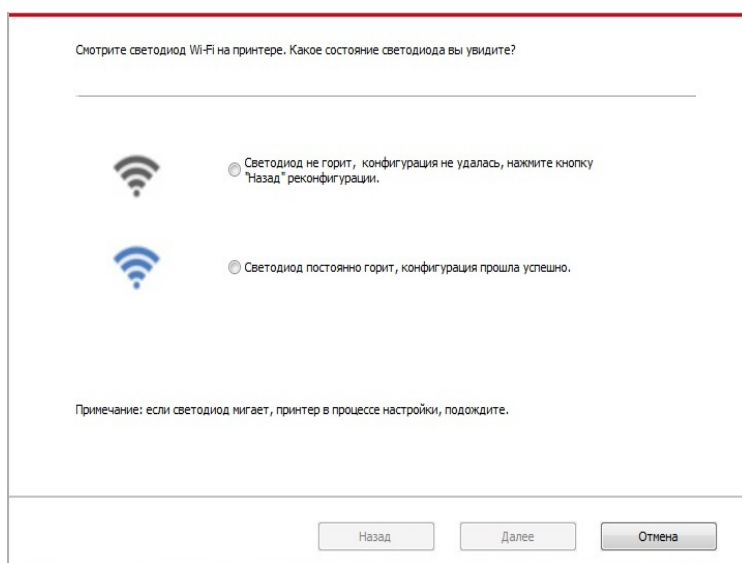 Смотрите светодиод Wi-Fi на принтере. Какое состояние светодиода вы увидите?
Светодиод не горит, конфигурация не удалась, нажмите кнопку
"Назад" реконфигурации.
Светодиод постоянно горит, конфигурация прошла успешно.
Примечание: если светодиод мигает, принтер в процессе настройки, подождите.
Назад
Далее
Отмена